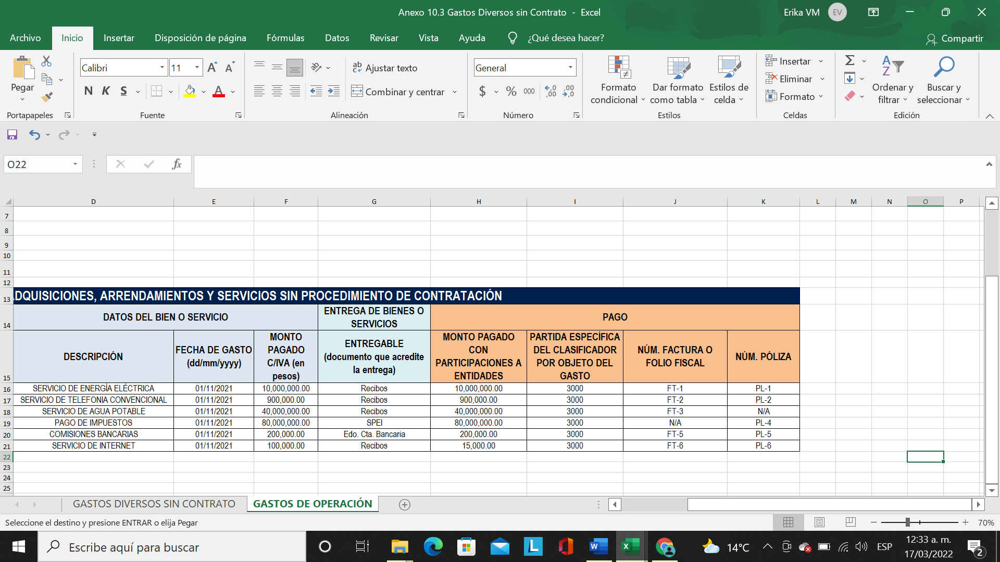 Anexo 10.3 Gastos Diversos sin Contrato - Excel
Erika VM
EV
Archivo
Inicio
Insertar
Disposición de página
Fórmulas
Datos
Revisar
Vista
Ayuda
¿Qué desea hacer?
Compartir
Pegar
Calibri
11
N K S
Portapapeles
Fuente
Ajustar texto
Combinar y centrar
Alineación
General
$ % 000
Número
Formato condicional
Dar formato como tabla
Estilos de celda
Estilos
Insertar
Eliminar
Formato
Celdas
Ordenar y filtrar
Buscar y seleccionar
Edición
O22
fx
D E F G H I J K L M N O P
7
8
9
10
11
12
13 DQUISICIONES, ARRENDAMIENTOS Y SERVICIOS SIN PROCEDIMIENTO DE CONTRATACIÓN
14 DATOS DEL BIEN O SERVICIO
ENTREGA DE BIENES O SERVICIOS
PAGO
15 DESCRIPCIÓN
FECHA DE GASTO (dd/mm/yyyy)
MONTO PAGADO C/IVA (en pesos)
ENTREGABLE (documento que acredite la entrega)
MONTO PAGADO CON PARTICIPACIONES A ENTIDADES
PARTIDA ESPECÍFICA DEL CLASIFICADOR POR OBJETO DEL GASTO
NÚM. FACTURA O FOLIO FISCAL
NÚM. PÓLIZA
16 SERVICIO DE ENERGÍA ELÉCTRICA 01/11/2021 10,000,000.00 Recibos 10,000,000.00 3000 FT-1 PL-1
17 SERVICIO DE TELEFONIA CONVENCIONAL 01/11/2021 900,000.00 Recibos 900,000.00 3000 FT-2 PL-2
18 SERVICIO DE AGUA POTABLE 01/11/2021 40,000,000.00 Recibos 40,000,000.00 3000 FT-3 N/A
19 PAGO DE IMPUESTOS 01/11/2021 80,000,000.00 SPEI 80,000,000.00 3000 N/A PL-4
20 COMISIONES BANCARIAS 01/11/2021 200,000.00 Edo. Cta. Bancaria 200,000.00 3000 FT-5 PL-5
21 SERVICIO DE INTERNET 01/11/2021 100,000.00 Recibos 15,000.00 3000 FT-6 PL-6
22
23
24
25
GASTOS DIVERSOS SIN CONTRATO
GASTOS DE OPERACIÓN
Seleccione el destino y presione ENTRAR o elija Pegar
70%
Escribe aquí para buscar
14°C
ESP
12:33 a. m.
17/03/2022
2